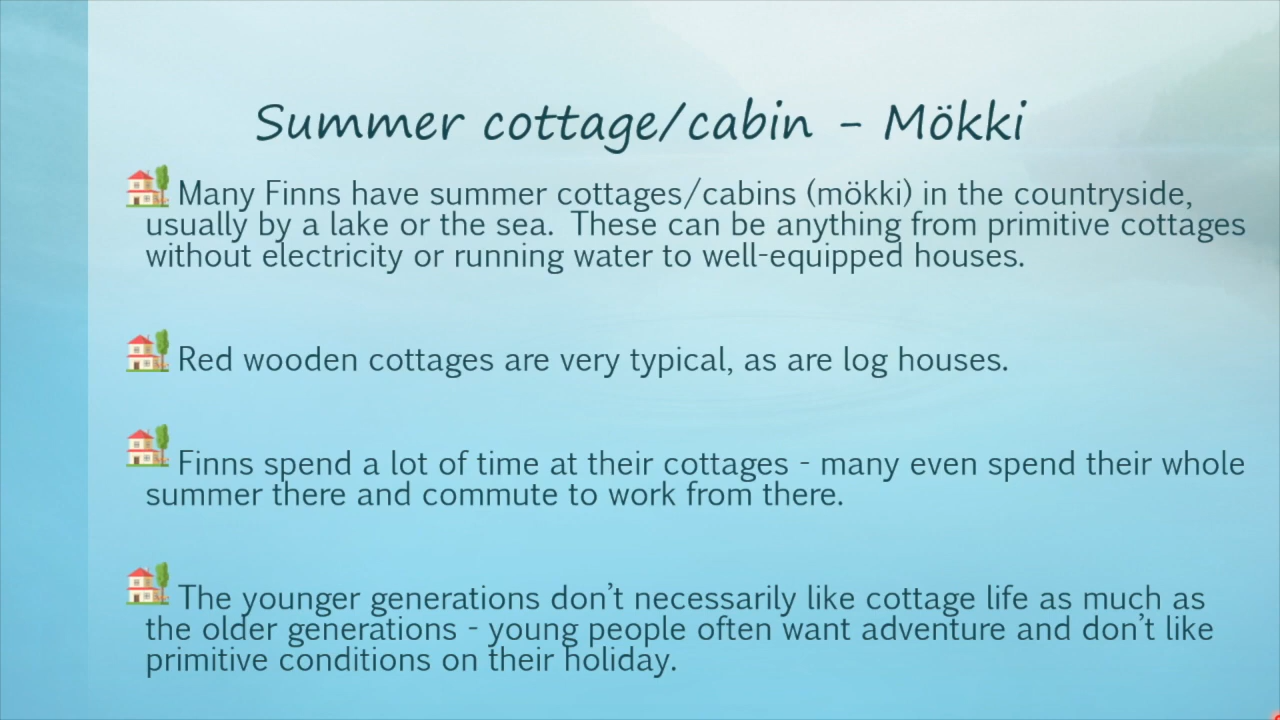 Summer cottage/cabin - Mökki
Many Finns have summer cottages/cabins (mökki) in the countryside,
usually by a lake or the sea. These can be anything from primitive cottages
without electricity or running water to well-equipped houses.
Red wooden cottages are very typical, as are log houses.
Finns spend a lot of time at their cottages - many even spend their whole
summer there and commute to work from there.
The younger generations don’t necessarily like cottage life as much as
the older generations - young people often want adventure and don’t like
primitive conditions on their holiday.